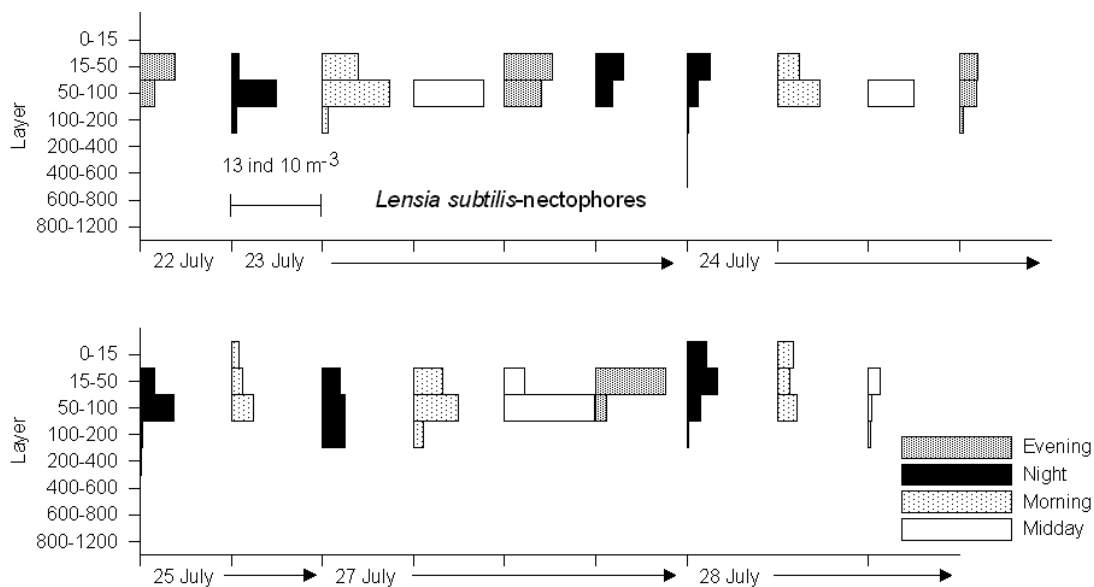 0-15
15-50
50-100
100-200
200-400
400-600
600-800
800-1200
Layer
13 ind 10 m⁻³
Lensia subtilis-nectophores
22 July 23 July 24 July
0-15
15-50
50-100
100-200
200-400
400-600
600-800
800-1200
Layer
Evening
Night
Morning
Midday
25 July 27 July 28 July